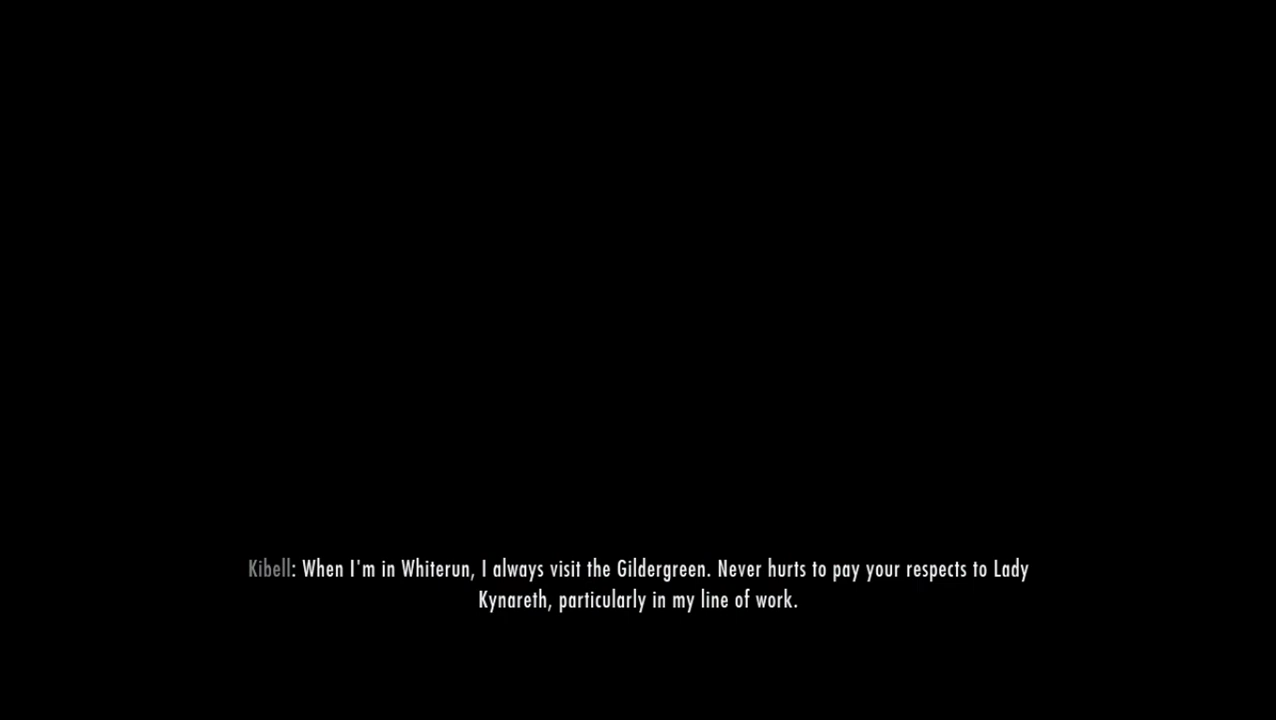 Kibell: When I'm in Whiterun, I always visit the Gildergreen. Never hurts to pay your respects to Lady
Kynareth, particularly in my line of work.